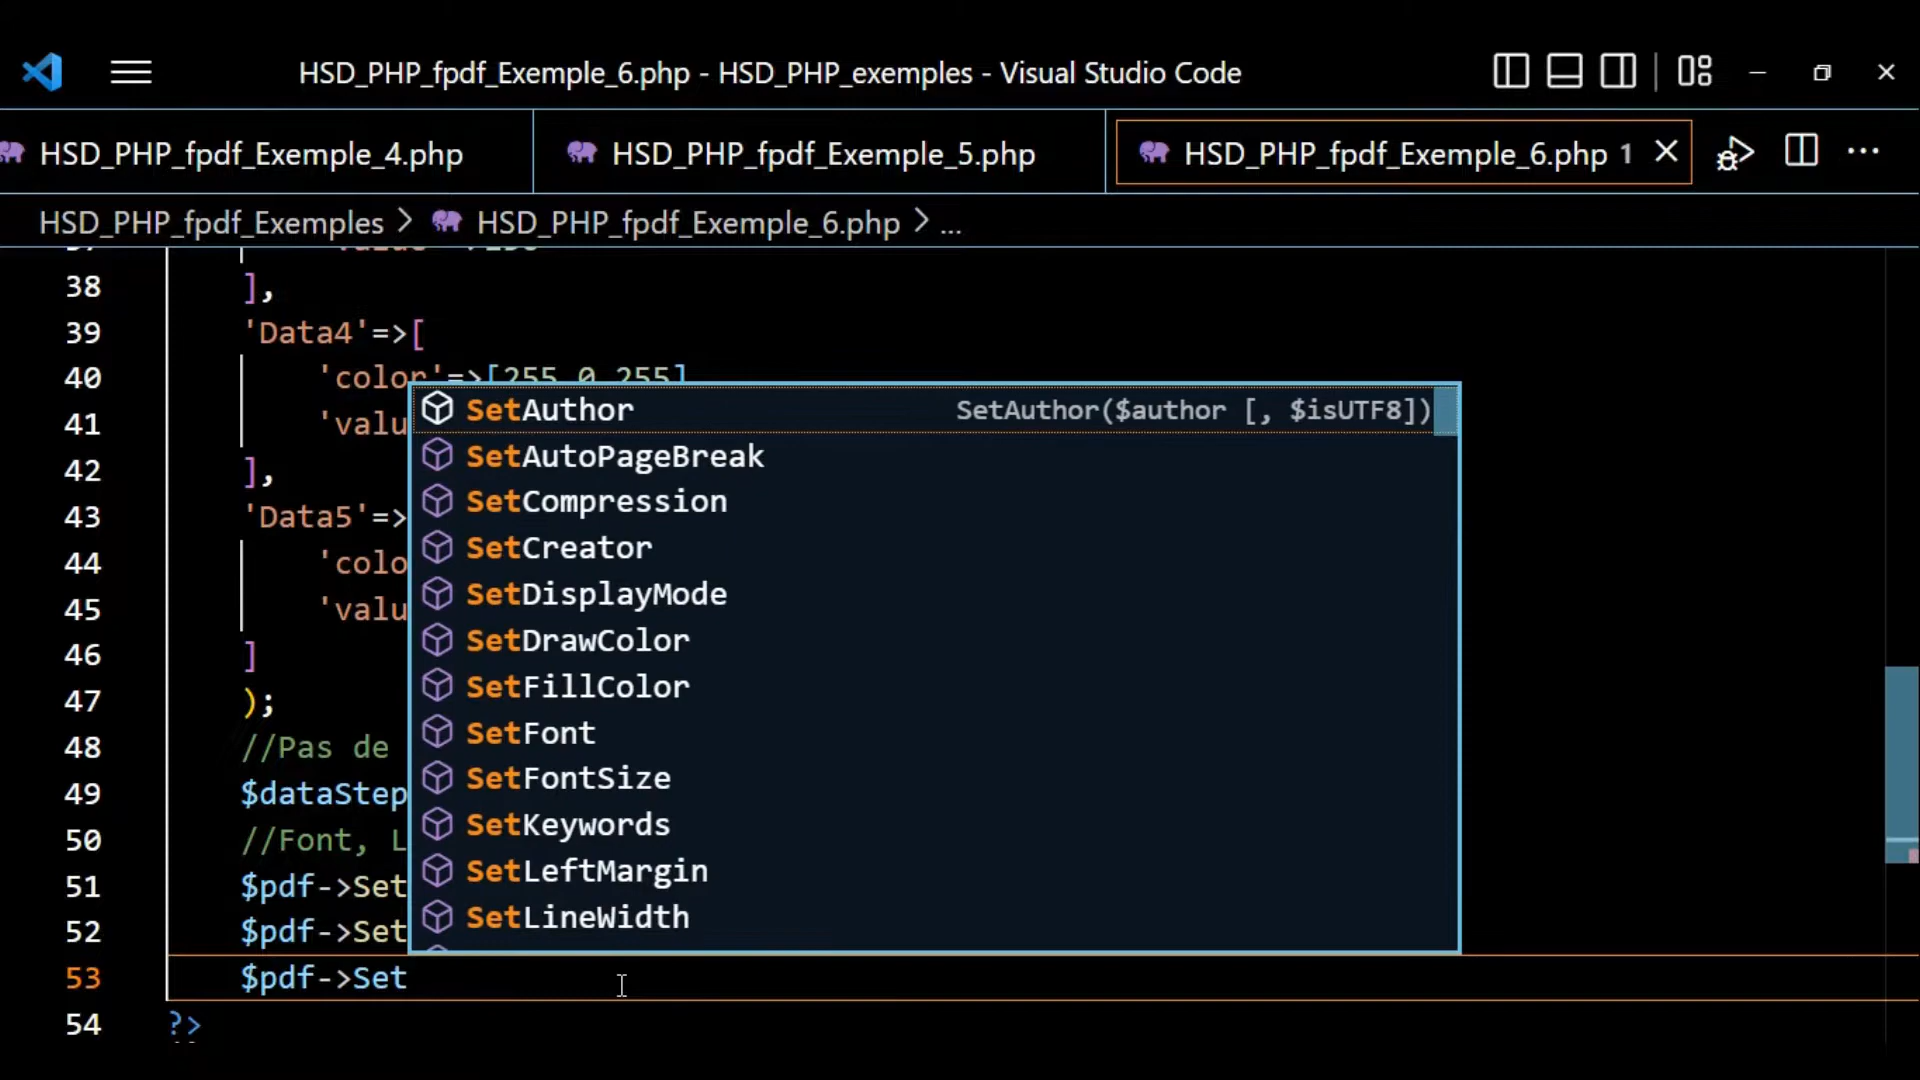 HSD_PHP_fpdf_Exemple_6.php - HSD_PHP_exemples - Visual Studio Code
HSD_PHP_fpdf_Exemple_4.php
HSD_PHP_fpdf_Exemple_5.php
HSD_PHP_fpdf_Exemple_6.php 1
HSD_PHP_fpdf_Exemples > HSD_PHP_fpdf_Exemple_6.php > ...
38 ],
39 'Data4'=>[
40 'color'=>[255,0,255],
41 'valu
42 ],
43 'Data5'=>
44 'colo
45 'valu
46 ]
47 );
48 //Pas de
49 $dataStep
50 //Font, L
51 $pdf->Set
52 $pdf->Set
53 $pdf->Set
54 ?>
SetAuthor SetAuthor($author [, $isUTF8])
SetAutoPageBreak
SetCompression
SetCreator
SetDisplayMode
SetDrawColor
SetFillColor
SetFont
SetFontSize
SetKeywords
SetLeftMargin
SetLineWidth